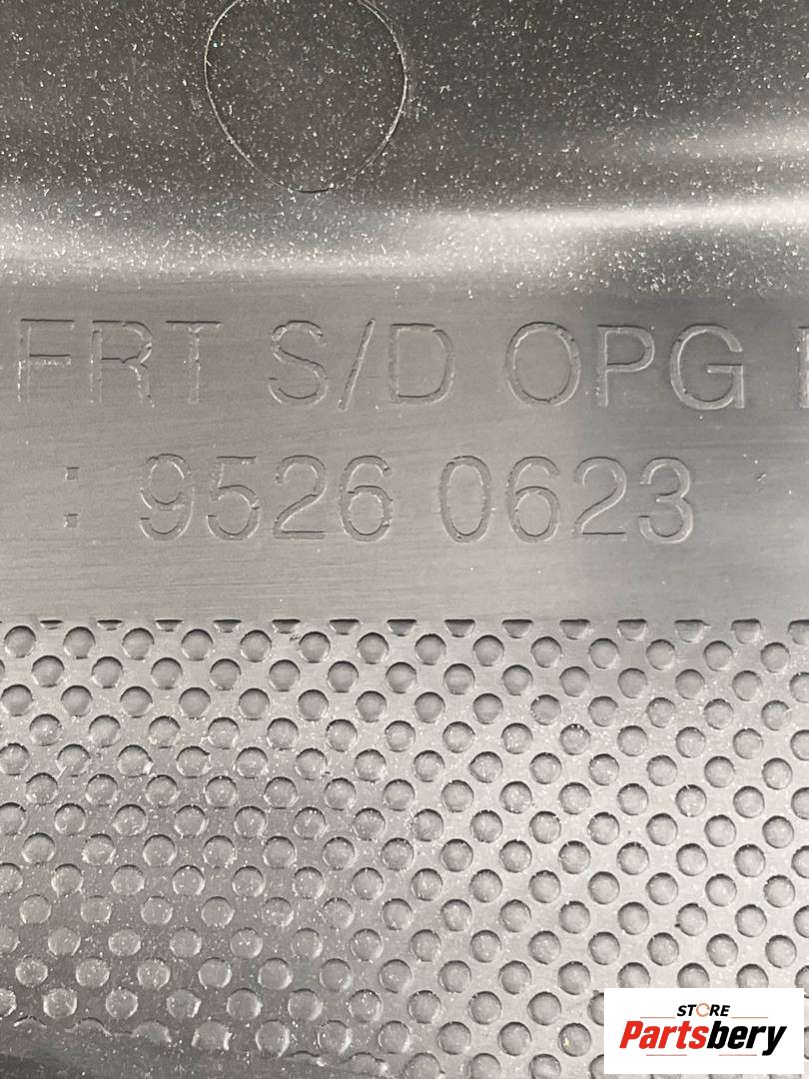 FRT S/D OPG
: 9526 0623
STORE
Partsbery